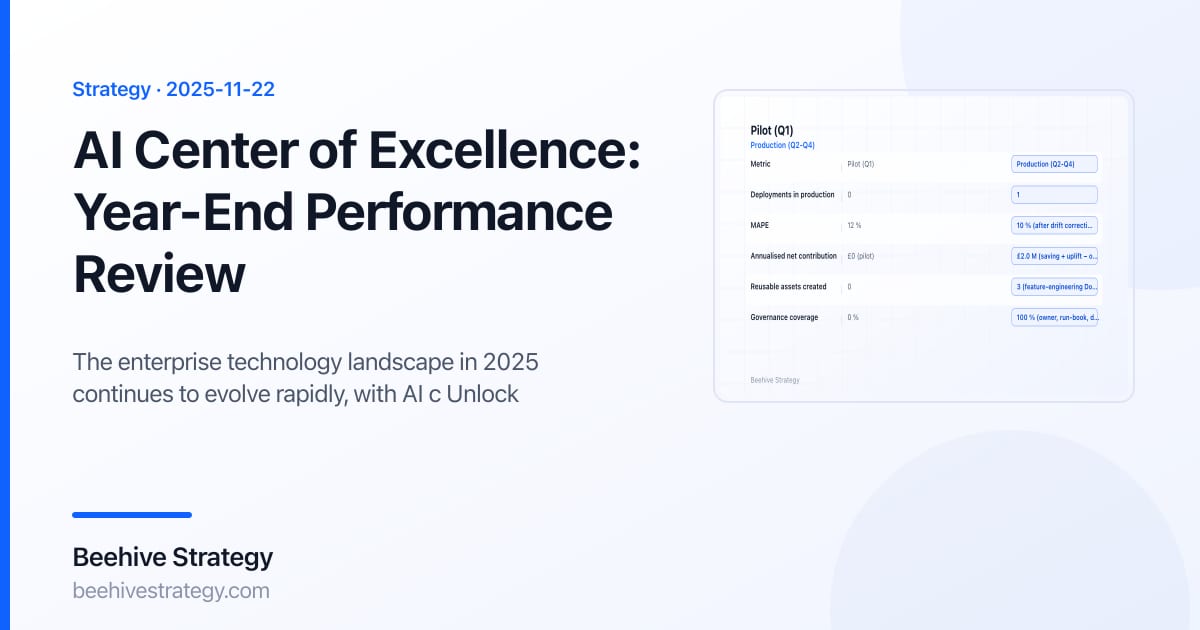 Strategy · 2025-11-22
AI Center of Excellence:
Year-End Performance
Review
The enterprise technology landscape in 2025
continues to evolve rapidly, with AI c Unlock
Beehive Strategy
beehivestrategy.com
Pilot (Q1)
Production (Q2-Q4)
Metric Pilot (Q1) Production (Q2-Q4)
Deployments in production 0 1
MAPE 12 % 10 % (after drift correcti...
Annualised net contribution £0 (pilot) £2.0 M (saving + uplift − o...
Reusable assets created 0 3 (feature-engineering Do...
Governance coverage 0 % 100 % (owner, run-book, d...
Beehive Strategy